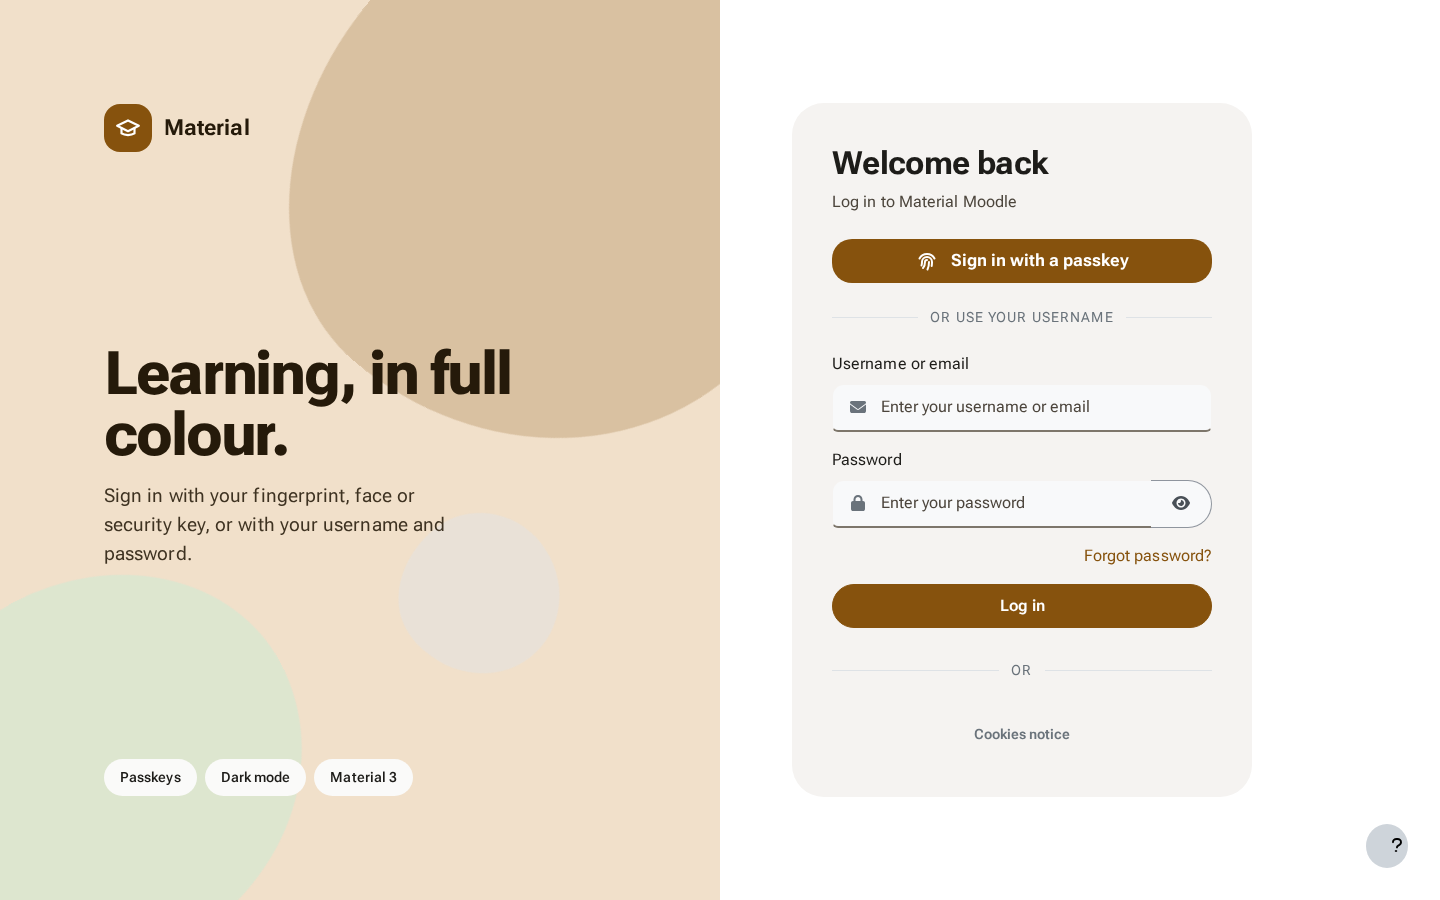 Material
Learning, in full
colour.
Sign in with your fingerprint, face or
security key, or with your username and
password.
Passkeys
Dark mode
Material 3
Welcome back
Log in to Material Moodle
Sign in with a passkey
OR USE YOUR USERNAME
Username or email
Enter your username or email
Password
Enter your password
Forgot password?
Log in
OR
Cookies notice
?